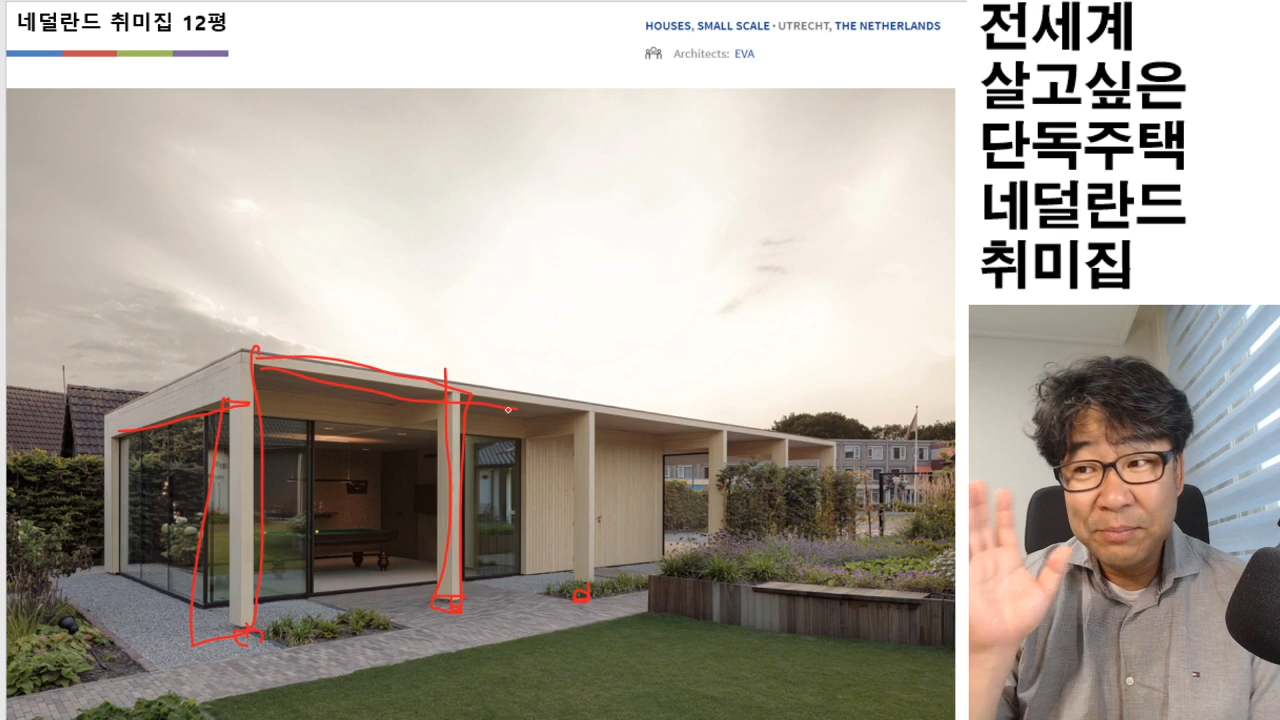 네덜란드 취미집 12평
HOUSES, SMALL SCALE · UTRECHT, THE NETHERLANDS
Architects: EVA
전세계
살고싶은
단독주택
네덜란드
취미집